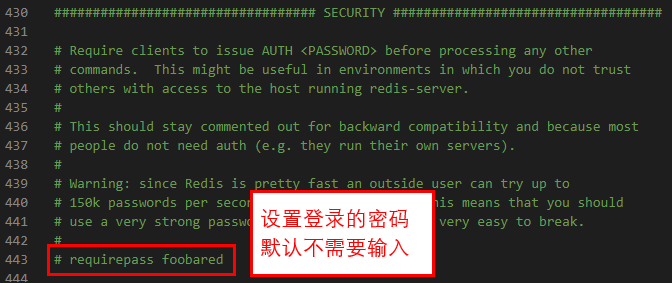 430 ################################ SECURITY #################################
431
432 # Require clients to issue AUTH <PASSWORD> before processing any other
433 # commands.  This might be useful in environments in which you do not trust
434 # others with access to the host running redis-server.
435 #
436 # This should stay commented out for backward compatibility and because most
437 # people do not need auth (e.g. they run their own servers).
438 #
439 # Warning: since Redis is pretty fast an outside user can try up to
440 # 150k passwords per his means that you should
441 # use a very strong very easy to break.
442 #
443 # requirepass foobared
444
设置登录的密码
默认不需要输入